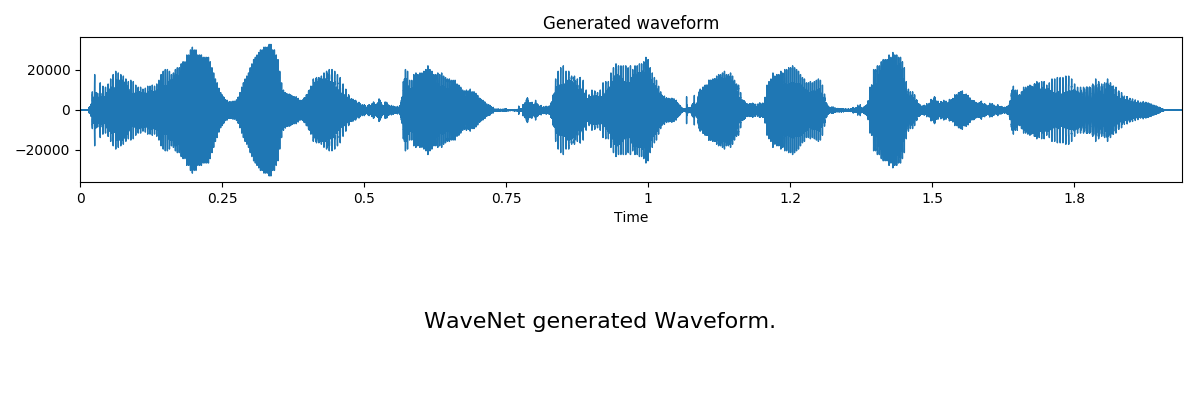 Generated waveform
20000
0
−20000
0 0.25 0.5 0.75 1 1.2 1.5 1.8
Time
WaveNet generated Waveform.